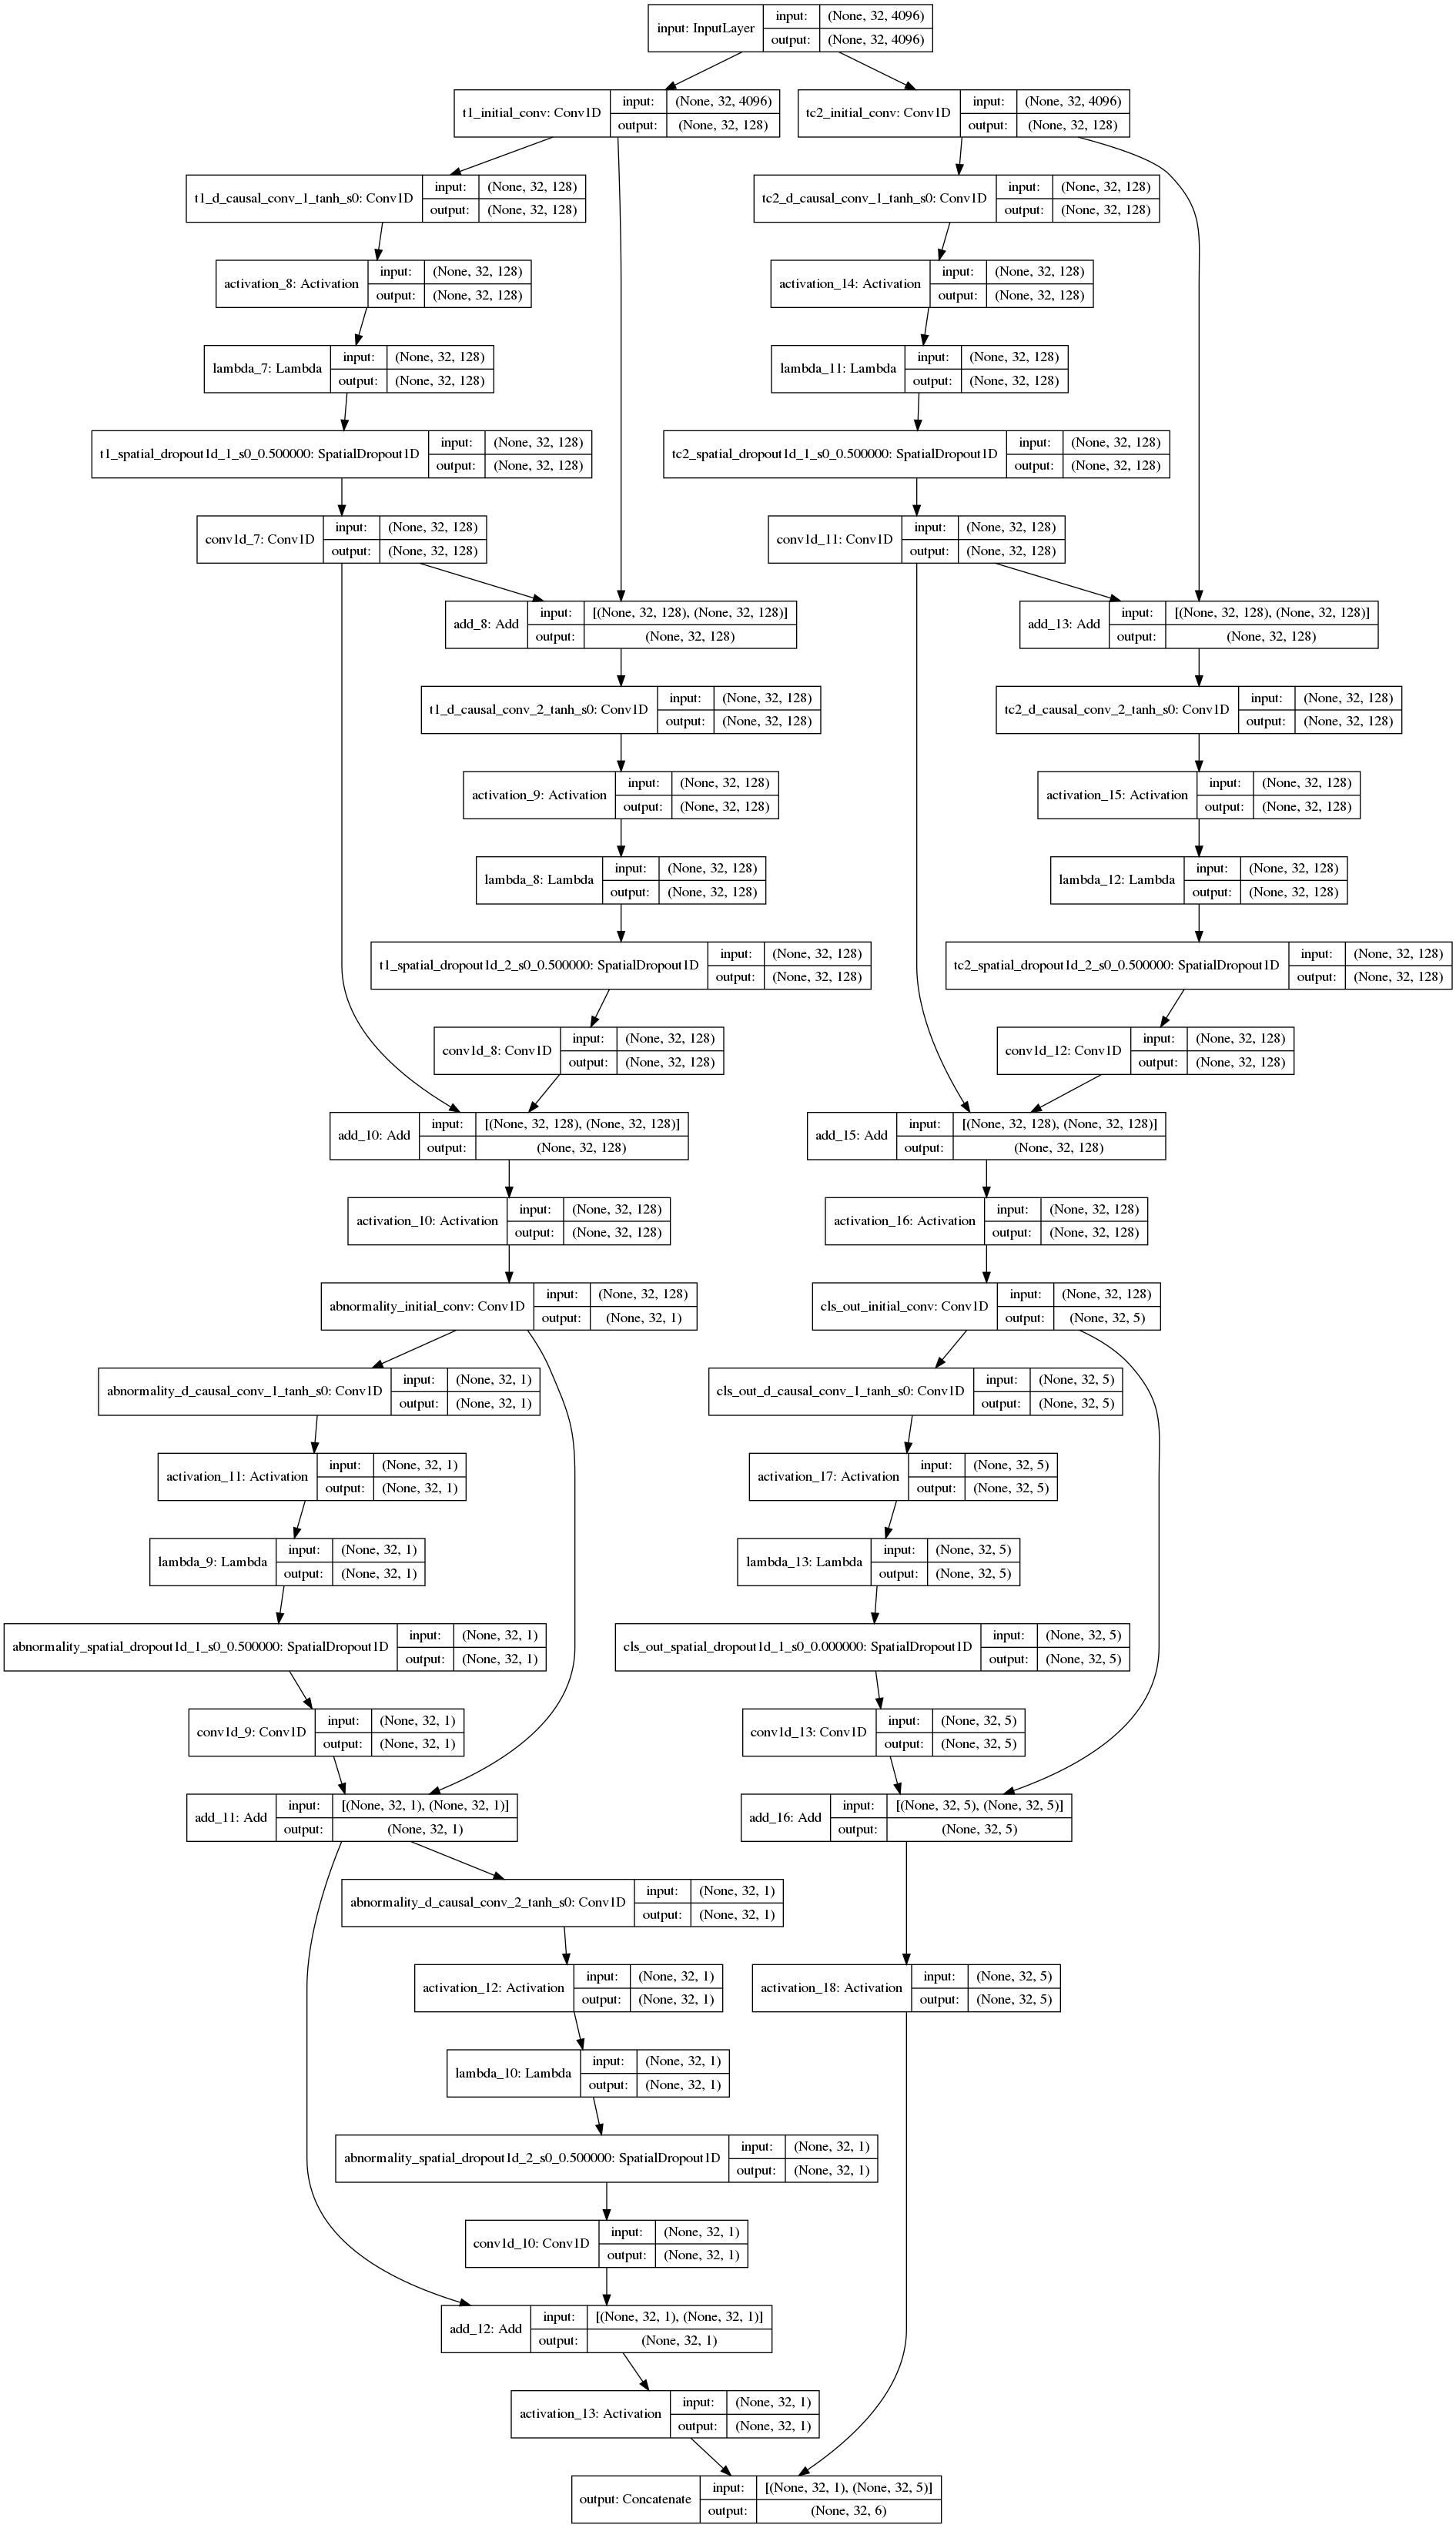 input: InputLayer
input: (None, 32, 4096)
output: (None, 32, 4096)
t1_initial_conv: Conv1D
input: (None, 32, 4096)
output: (None, 32, 128)
tc2_initial_conv: Conv1D
input: (None, 32, 4096)
output: (None, 32, 128)
t1_d_causal_conv_1_tanh_s0: Conv1D
input: (None, 32, 128)
output: (None, 32, 128)
tc2_d_causal_conv_1_tanh_s0: Conv1D
input: (None, 32, 128)
output: (None, 32, 128)
activation_8: Activation
input: (None, 32, 128)
output: (None, 32, 128)
activation_14: Activation
input: (None, 32, 128)
output: (None, 32, 128)
lambda_7: Lambda
input: (None, 32, 128)
output: (None, 32, 128)
lambda_11: Lambda
input: (None, 32, 128)
output: (None, 32, 128)
t1_spatial_dropout1d_1_s0_0.500000: SpatialDropout1D
input: (None, 32, 128)
output: (None, 32, 128)
tc2_spatial_dropout1d_1_s0_0.500000: SpatialDropout1D
input: (None, 32, 128)
output: (None, 32, 128)
conv1d_7: Conv1D
input: (None, 32, 128)
output: (None, 32, 128)
conv1d_11: Conv1D
input: (None, 32, 128)
output: (None, 32, 128)
add_8: Add
input: [(None, 32, 128), (None, 32, 128)]
output: (None, 32, 128)
add_13: Add
input: [(None, 32, 128), (None, 32, 128)]
output: (None, 32, 128)
t1_d_causal_conv_2_tanh_s0: Conv1D
input: (None, 32, 128)
output: (None, 32, 128)
tc2_d_causal_conv_2_tanh_s0: Conv1D
input: (None, 32, 128)
output: (None, 32, 128)
activation_9: Activation
input: (None, 32, 128)
output: (None, 32, 128)
activation_15: Activation
input: (None, 32, 128)
output: (None, 32, 128)
lambda_8: Lambda
input: (None, 32, 128)
output: (None, 32, 128)
lambda_12: Lambda
input: (None, 32, 128)
output: (None, 32, 128)
t1_spatial_dropout1d_2_s0_0.500000: SpatialDropout1D
input: (None, 32, 128)
output: (None, 32, 128)
tc2_spatial_dropout1d_2_s0_0.500000: SpatialDropout1D
input: (None, 32, 128)
output: (None, 32, 128)
conv1d_8: Conv1D
input: (None, 32, 128)
output: (None, 32, 128)
conv1d_12: Conv1D
input: (None, 32, 128)
output: (None, 32, 128)
add_10: Add
input: [(None, 32, 128), (None, 32, 128)]
output: (None, 32, 128)
add_15: Add
input: [(None, 32, 128), (None, 32, 128)]
output: (None, 32, 128)
activation_10: Activation
input: (None, 32, 128)
output: (None, 32, 128)
activation_16: Activation
input: (None, 32, 128)
output: (None, 32, 128)
abnormality_initial_conv: Conv1D
input: (None, 32, 128)
output: (None, 32, 1)
cls_out_initial_conv: Conv1D
input: (None, 32, 128)
output: (None, 32, 5)
abnormality_d_causal_conv_1_tanh_s0: Conv1D
input: (None, 32, 1)
output: (None, 32, 1)
cls_out_d_causal_conv_1_tanh_s0: Conv1D
input: (None, 32, 5)
output: (None, 32, 5)
activation_11: Activation
input: (None, 32, 1)
output: (None, 32, 1)
activation_17: Activation
input: (None, 32, 5)
output: (None, 32, 5)
lambda_9: Lambda
input: (None, 32, 1)
output: (None, 32, 1)
lambda_13: Lambda
input: (None, 32, 5)
output: (None, 32, 5)
abnormality_spatial_dropout1d_1_s0_0.500000: SpatialDropout1D
input: (None, 32, 1)
output: (None, 32, 1)
cls_out_spatial_dropout1d_1_s0_0.000000: SpatialDropout1D
input: (None, 32, 5)
output: (None, 32, 5)
conv1d_9: Conv1D
input: (None, 32, 1)
output: (None, 32, 1)
conv1d_13: Conv1D
input: (None, 32, 5)
output: (None, 32, 5)
add_11: Add
input: [(None, 32, 1), (None, 32, 1)]
output: (None, 32, 1)
add_16: Add
input: [(None, 32, 5), (None, 32, 5)]
output: (None, 32, 5)
abnormality_d_causal_conv_2_tanh_s0: Conv1D
input: (None, 32, 1)
output: (None, 32, 1)
activation_12: Activation
input: (None, 32, 1)
output: (None, 32, 1)
activation_18: Activation
input: (None, 32, 5)
output: (None, 32, 5)
lambda_10: Lambda
input: (None, 32, 1)
output: (None, 32, 1)
abnormality_spatial_dropout1d_2_s0_0.500000: SpatialDropout1D
input: (None, 32, 1)
output: (None, 32, 1)
conv1d_10: Conv1D
input: (None, 32, 1)
output: (None, 32, 1)
add_12: Add
input: [(None, 32, 1), (None, 32, 1)]
output: (None, 32, 1)
activation_13: Activation
input: (None, 32, 1)
output: (None, 32, 1)
output: Concatenate
input: [(None, 32, 1), (None, 32, 5)]
output: (None, 32, 6)